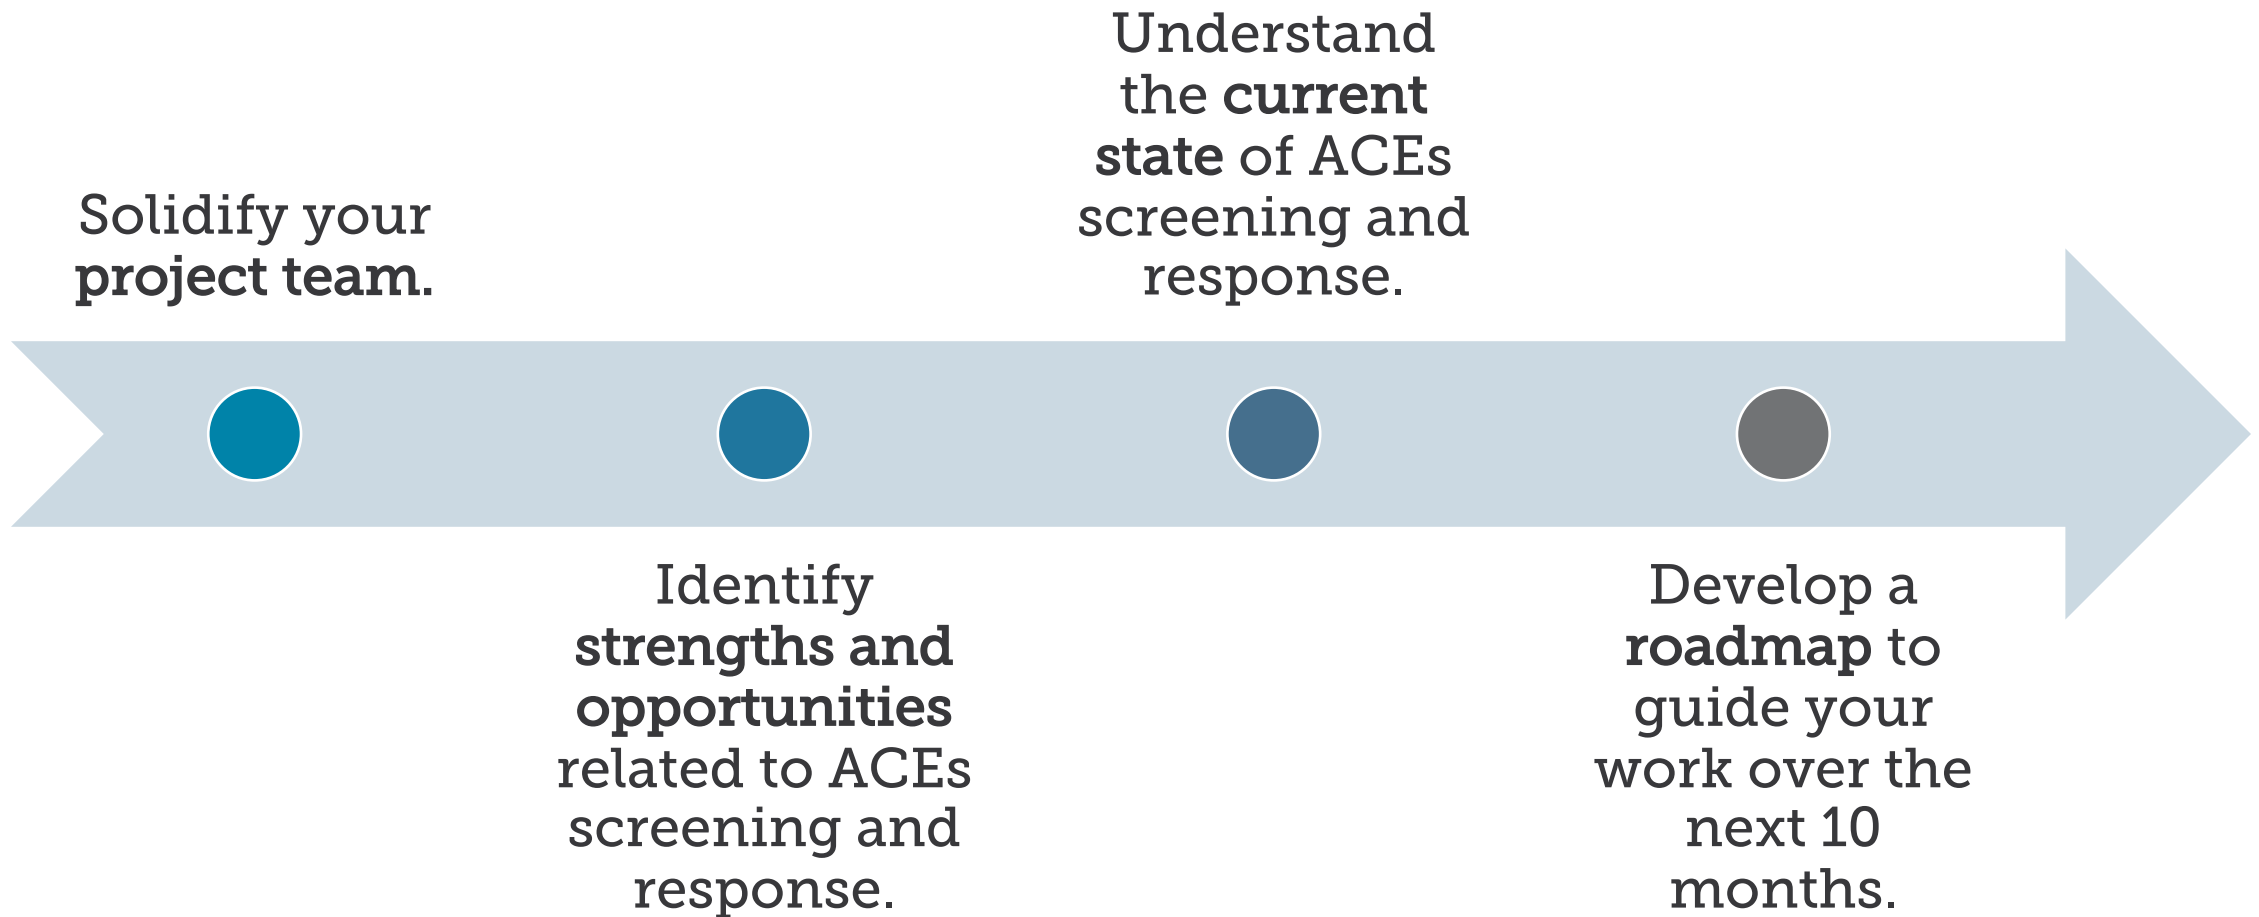 Solidify your
project team.
Identify
strengths and
opportunities
related to ACEs
screening and
response.
Understand
the current
state of ACEs
screening and
response.
Develop a
roadmap to
guide your
work over the
next 10
months.